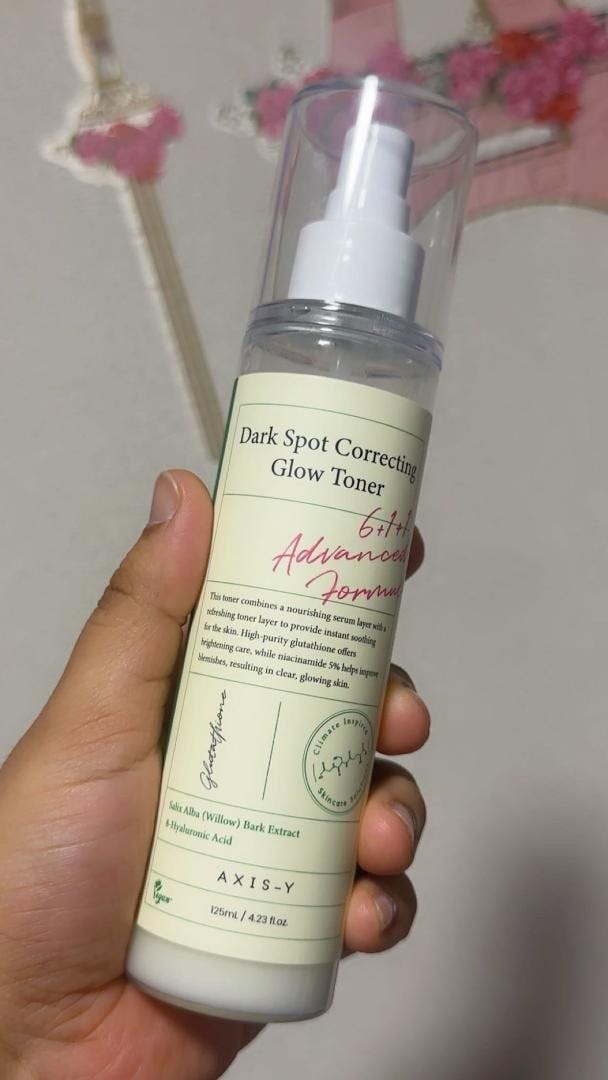 Dark Spot Correcting
Glow Toner
6+1+1
Advanced
This toner combines a nourishing serum layer with a
refreshing toner layer to provide instant soothing
for the skin. High-purity glutathione offers
brightening care, while niacinamide 5% helps improve
blemishes, resulting in clear, glowing skin.
Glutathione
Climate Inspired
Skincare
Salix Alba (Willow) Bark Extract
8-Hyaluronic Acid
AXIS-Y
Vegan
125mL / 4.23 fl.oz.